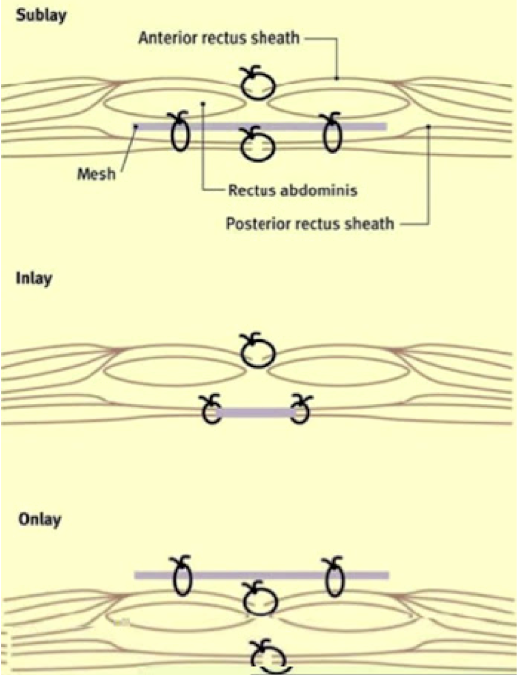 Sublay
Anterior rectus sheath
Mesh
Rectus abdominis
Posterior rectus sheath
Inlay
Onlay